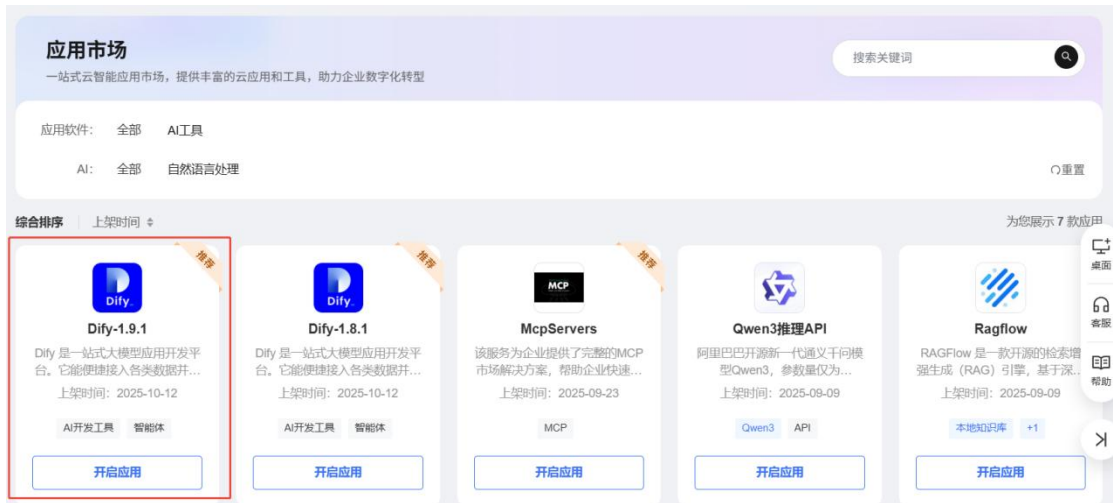 应用市场
一站式云智能应用市场，提供丰富的云应用和工具，助力企业数字化转型
搜索关键词
应用软件： 全部 AI工具
AI： 全部 自然语言处理
重置
综合排序 上架时间
为您展示 7 款应用
推荐
Dify_
Dify-1.9.1
Dify 是一站式大模型应用开发平
台。它能便捷接入各类数据并…
上架时间：2025-10-12
AI开发工具 智能体
开启应用
推荐
Dify_
Dify-1.8.1
Dify 是一站式大模型应用开发平
台。它能便捷接入各类数据并…
上架时间：2025-10-12
AI开发工具 智能体
开启应用
推荐
MCP
McpServers
该服务为企业提供了完整的MCP
市场解决方案，帮助企业快速…
上架时间：2025-09-23
MCP
开启应用
Qwen3推理API
阿里巴巴开源新一代通义千问模
型Qwen3，参数量仅为…
上架时间：2025-09-09
Qwen3 API
开启应用
Ragflow
RAGFlow 是一款开源的检索增
强生成（RAG）引擎，基于深…
上架时间：2025-09-09
本地知识库 +1
开启应用
桌面
客服
帮助